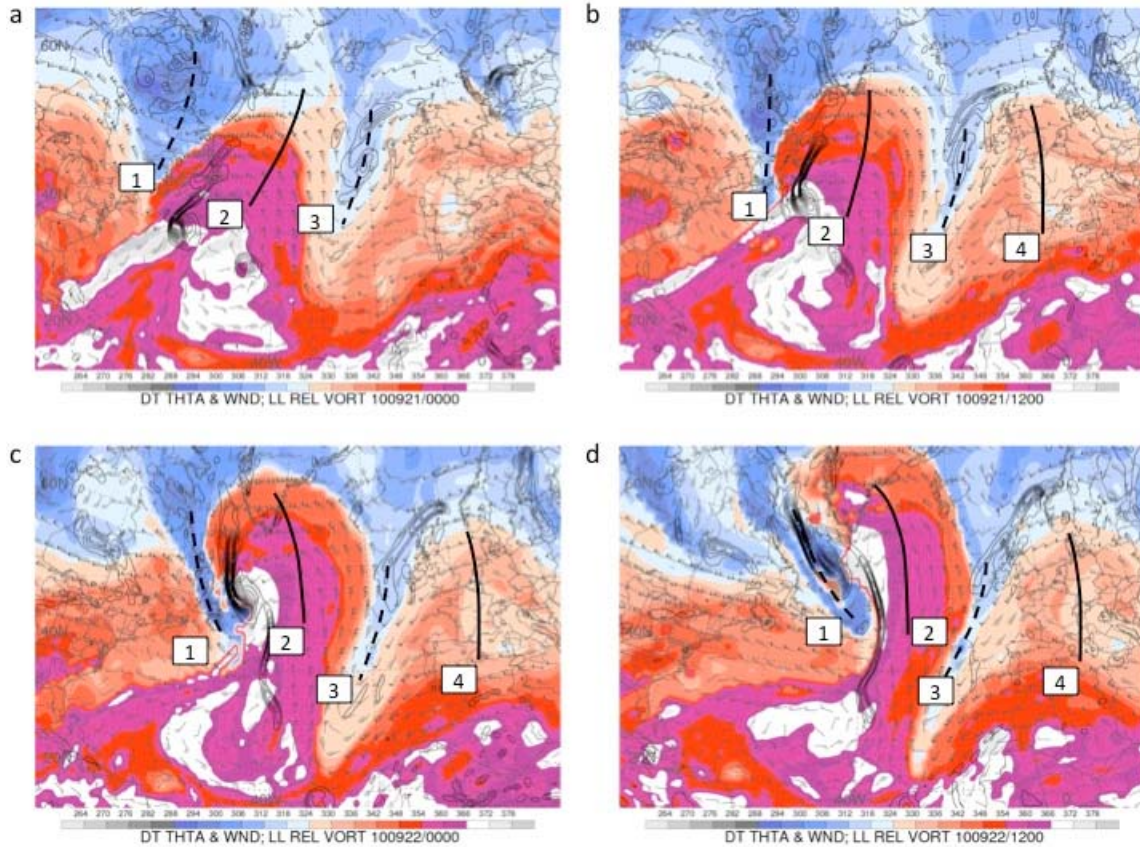 a
60N
1
2
3
20N
264 270 276 282 288 294 300 306 312 318 324 330 336 342 348 354 360 366 372 378
DT THTA & WND; LL REL VORT 100921/0000
b
60N
1
2
3
4
20N
264 270 276 282 288 294 300 306 312 318 324 330 336 342 348 354 360 366 372 378
DT THTA & WND; LL REL VORT 100921/1200
c
60N
1
2
3
4
264 270 276 282 288 294 300 306 312 318 324 330 336 342 348 354 360 366 372 378
DT THTA & WND; LL REL VORT 100922/0000
d
60N
1
2
3
4
264 270 276 282 288 294 300 306 312 318 324 330 336 342 348 354 360 366 372 378
DT THTA & WND; LL REL VORT 100922/1200